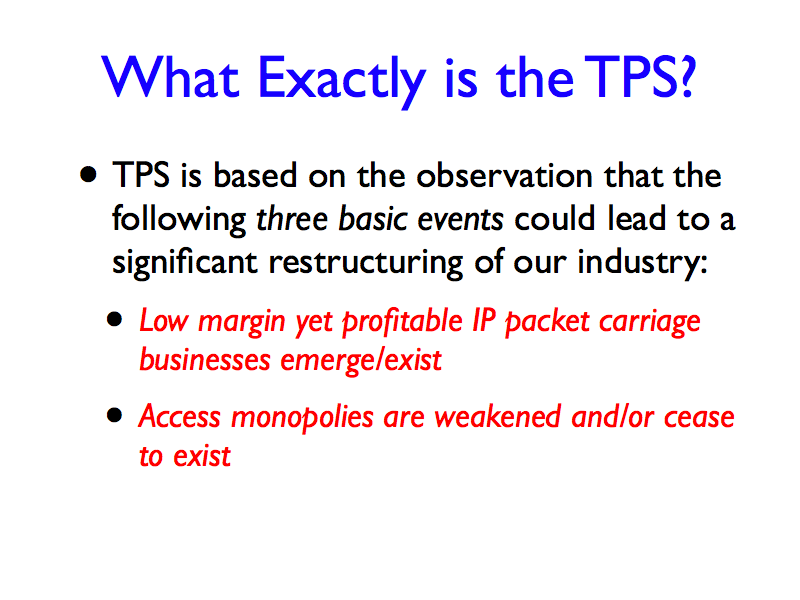 What Exactly is the TPS?
• TPS is based on the observation that the
following three basic events could lead to a
significant restructuring of our industry:
• Low margin yet profitable IP packet carriage
businesses emerge/exist
• Access monopolies are weakened and/or cease
to exist